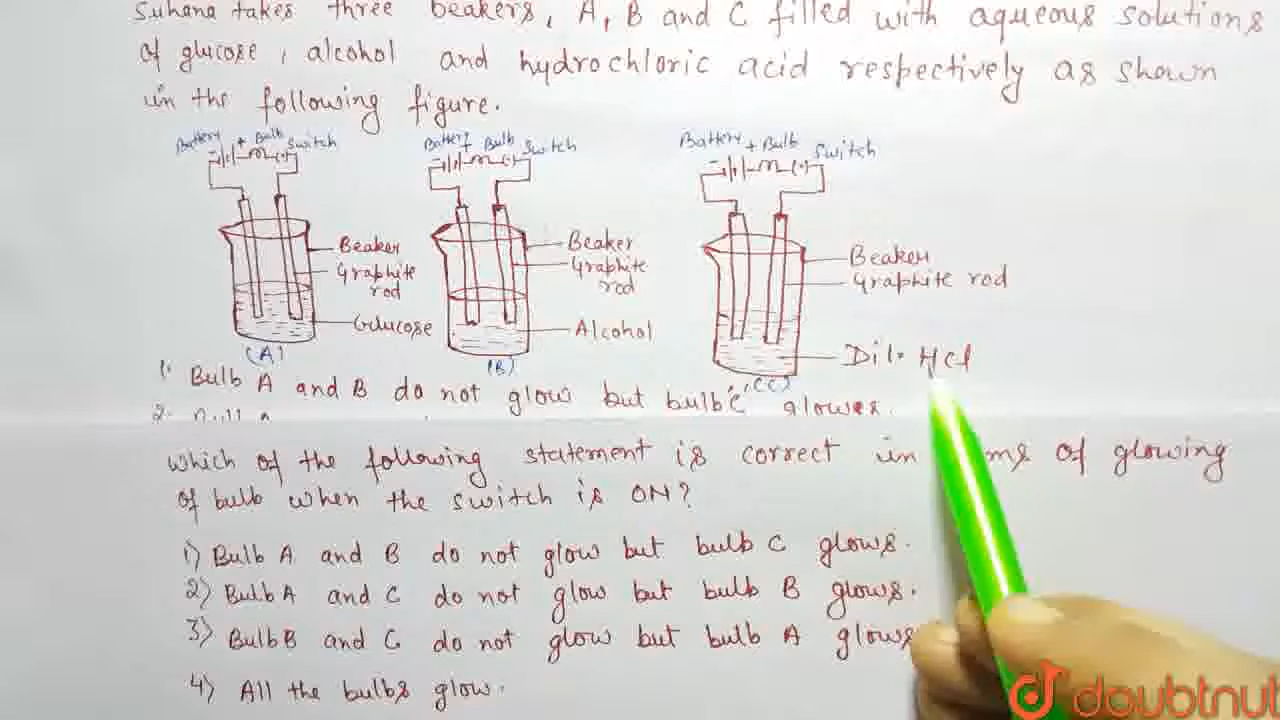 Suhana takes three beakers, A, B and C filled with aqueous solutions
of glucose, alcohol and hydrochloric acid respectively as shown
in the following figure.
Battery + Bulb Switch
Beaker
Graphite rod
Glucose
(A)
Battery + Bulb Switch
Beaker
Graphite rod
Alcohol
(B)
Battery + Bulb Switch
Beaker
Graphite rod
Dil. HCl
(C)
1. Bulb A and B do not glow but bulb 'C' glowes.
2.
which of the following statement is correct in of glowing
of bulb when the switch is ON?
1) Bulb A and B do not glow but bulb C glows.
2) Bulb A and C do not glow but bulb B glows.
3) Bulb B and C do not glow but bulb A glows
4) All the bulbs glow.
doubtnut